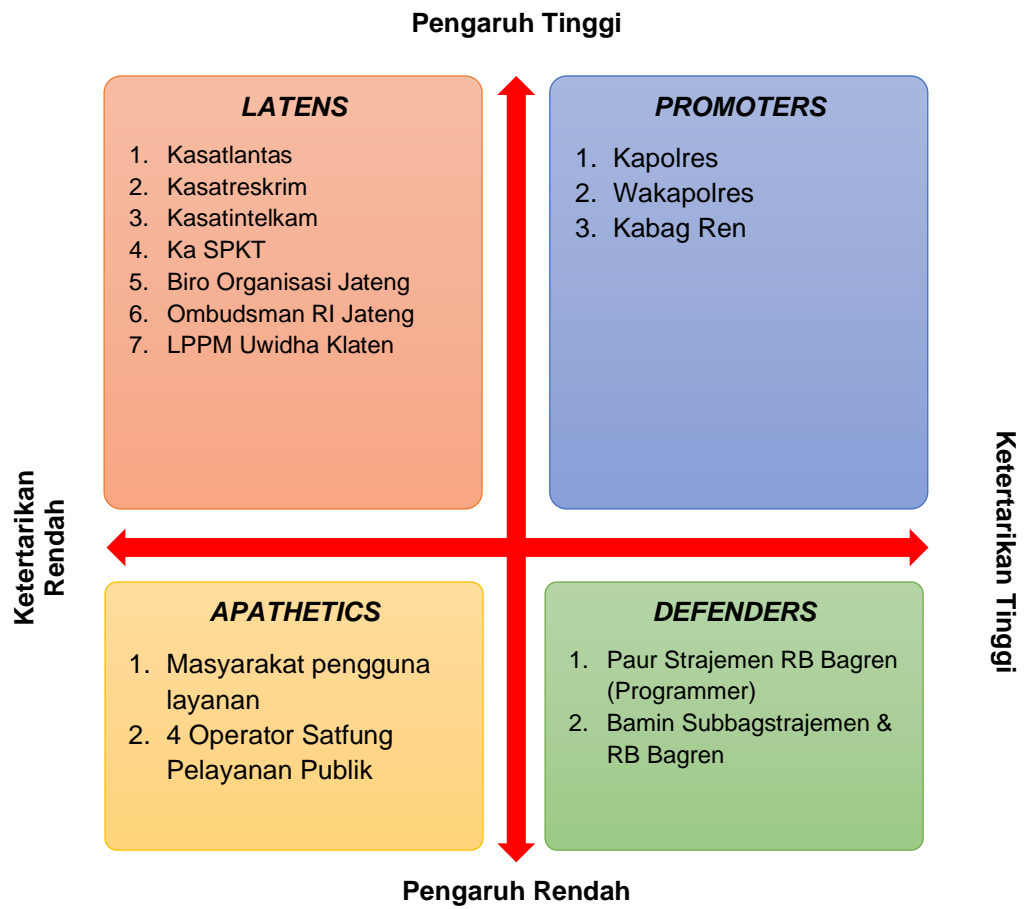 Pengaruh Tinggi
LATENS
1. Kasatlantas
2. Kasatreskrim
3. Kasatintelkam
4. Ka SPKT
5. Biro Organisasi Jateng
6. Ombudsman RI Jateng
7. LPPM Uwidha Klaten
PROMOTERS
1. Kapolres
2. Wakapolres
3. Kabag Ren
Ketertarikan
Rendah
Ketertarikan Tinggi
APATHETICS
1. Masyarakat pengguna
layanan
2. 4 Operator Satfung
Pelayanan Publik
DEFENDERS
1. Paur Strajemen RB Bagren
(Programmer)
2. Bamin Subbagstrajemen &
RB Bagren
Pengaruh Rendah